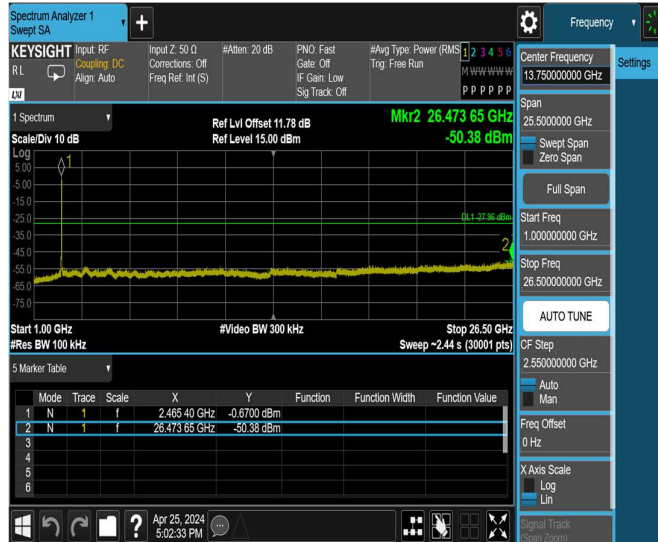 Spectrum Analyzer 1
Swept SA
Frequency
KEYSIGHT
RL
LXI
Input: RF
Coupling: DC
Align: Auto
Input Z: 50 Ω
Corrections: Off
Freq Ref: Int (S)
#Atten: 20 dB
PNO: Fast
Gate: Off
IF Gain: Low
Sig Track: Off
#Avg Type: Power (RMS
Trig: Free Run
1 2 3 4 5 6
M W W W W W
P P P P P P
1 Spectrum
Scale/Div 10 dB
Ref Lvl Offset 11.78 dB
Ref Level 15.00 dBm
Mkr2 26.473 65 GHz
-50.38 dBm
Log
5.00
-5.00
-15.0
-25.0
-35.0
-45.0
-55.0
-65.0
-75.0
1
DL1 -27.96 dBm
2
Start 1.00 GHz
#Res BW 100 kHz
#Video BW 300 kHz
Stop 26.50 GHz
Sweep ~2.44 s (30001 pts)
5 Marker Table
Mode Trace Scale X Y Function Function Width Function Value
1 N 1 f 2.465 40 GHz -0.6700 dBm
2 N 1 f 26.473 65 GHz -50.38 dBm
3
4
5
6
Apr 25, 2024
5:02:33 PM
Center Frequency
13.750000000 GHz
Settings
Span
25.5000000 GHz
Swept Span
Zero Span
Full Span
Start Freq
1.000000000 GHz
Stop Freq
26.500000000 GHz
AUTO TUNE
CF Step
2.550000000 GHz
Auto
Man
Freq Offset
0 Hz
X Axis Scale
Log
Lin
Signal Track
(Span Zoom)